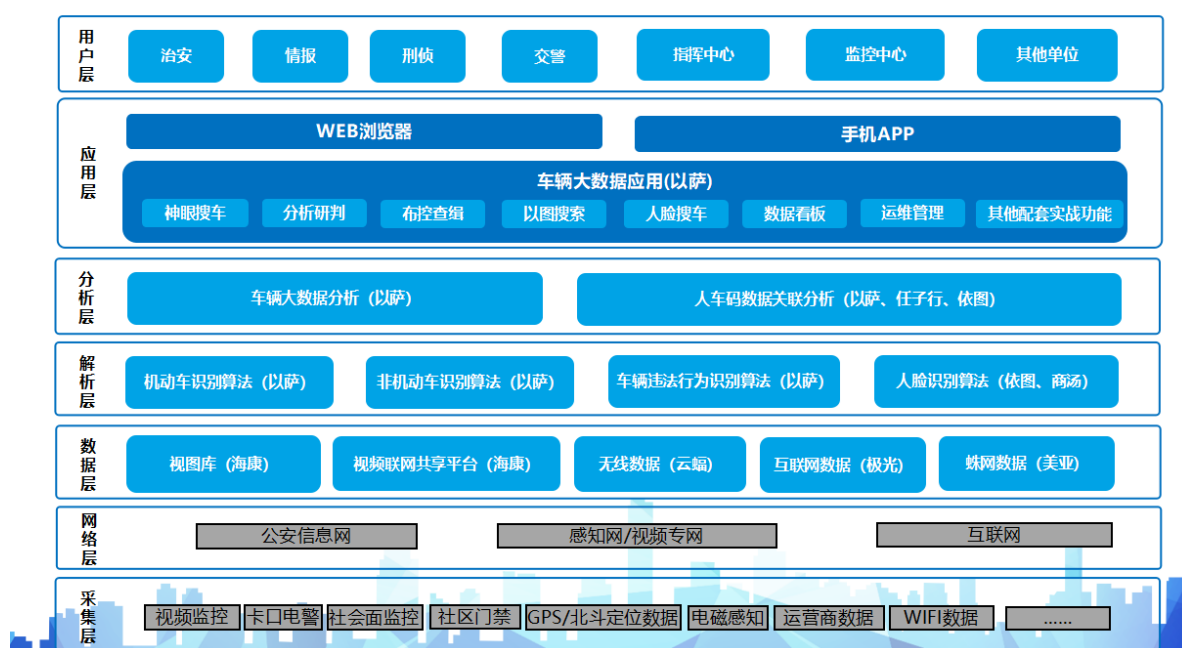 用户层
治安 情报 刑侦 交警 指挥中心 监控中心 其他单位
应用层
WEB浏览器 手机APP
车辆大数据应用(以萨)
神眼搜车 分析研判 布控查缉 以图搜索 人脸搜车 数据看板 运维管理 其他配套实战功能
分析层
车辆大数据分析（以萨） 人车码数据关联分析（以萨、任子行、依图）
解析层
机动车识别算法（以萨） 非机动车识别算法（以萨） 车辆违法行为识别算法（以萨） 人脸识别算法（依图、商汤）
数据层
视图库（海康） 视频联网共享平台（海康） 无线数据（云蝠） 互联网数据（极光） 蛛网数据（美亚）
网络层
公安信息网 感知网/视频专网 互联网
采集层
视频监控 卡口电警 社会面监控 社区门禁 GPS/北斗定位数据 电磁感知 运营商数据 WIFI数据 ......